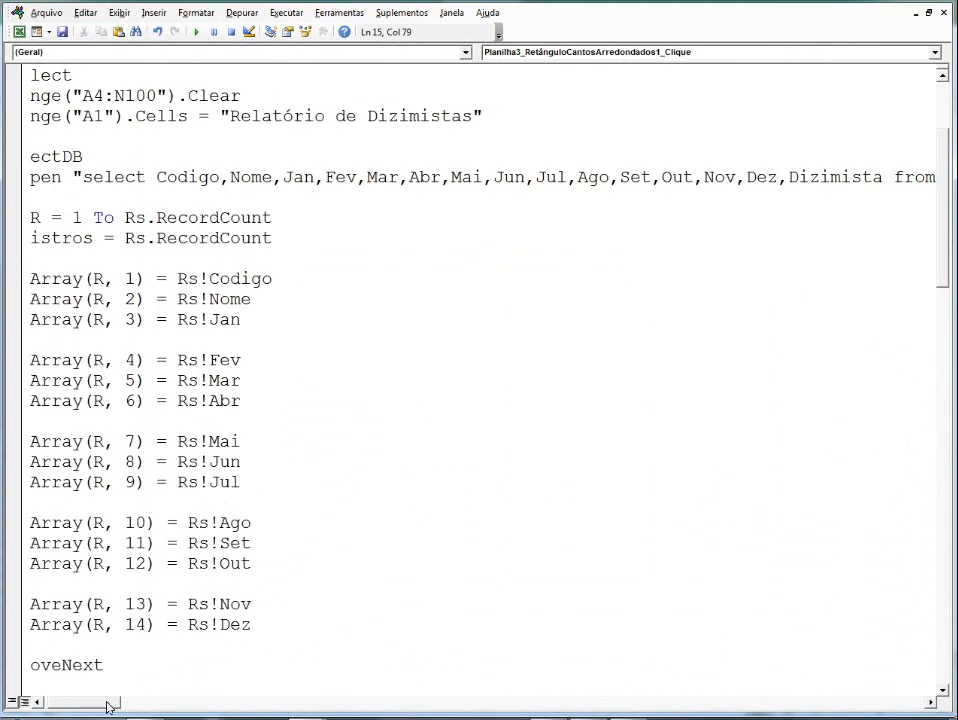 Arquivo Editar Exibir Inserir Formatar Depurar Executar Ferramentas Suplementos Janela Ajuda
Ln 15, Col 79
(Geral) Planilha3_RetânguloCantosArredondados1_Clique
lect
nge("A4:N100").Clear
nge("A1").Cells = "Relatório de Dizimistas"
ectDB
pen "select Codigo,Nome,Jan,Fev,Mar,Abr,Mai,Jun,Jul,Ago,Set,Out,Nov,Dez,Dizimista from
R = 1 To Rs.RecordCount
istros = Rs.RecordCount
Array(R, 1) = Rs!Codigo
Array(R, 2) = Rs!Nome
Array(R, 3) = Rs!Jan
Array(R, 4) = Rs!Fev
Array(R, 5) = Rs!Mar
Array(R, 6) = Rs!Abr
Array(R, 7) = Rs!Mai
Array(R, 8) = Rs!Jun
Array(R, 9) = Rs!Jul
Array(R, 10) = Rs!Ago
Array(R, 11) = Rs!Set
Array(R, 12) = Rs!Out
Array(R, 13) = Rs!Nov
Array(R, 14) = Rs!Dez
oveNext